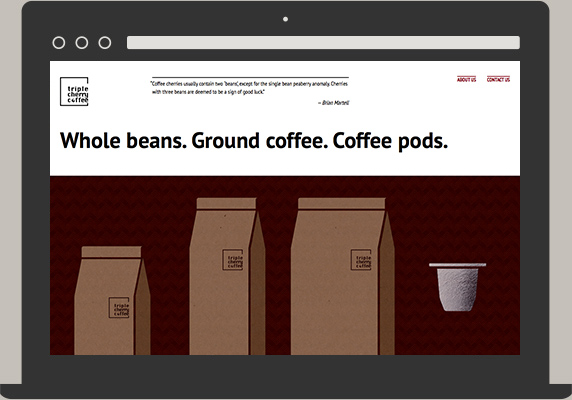 triple
cherry
coffee
"Coffee cherries usually contain two 'beans', except for the single bean peaberry anomaly. Cherries
with three beans are deemed to be a sign of good luck."
— Brian Martell
ABOUT US
CONTACT US
Whole beans. Ground coffee. Coffee pods.
triple
cherry
coffee
triple
cherry
coffee
triple
cherry
coffee